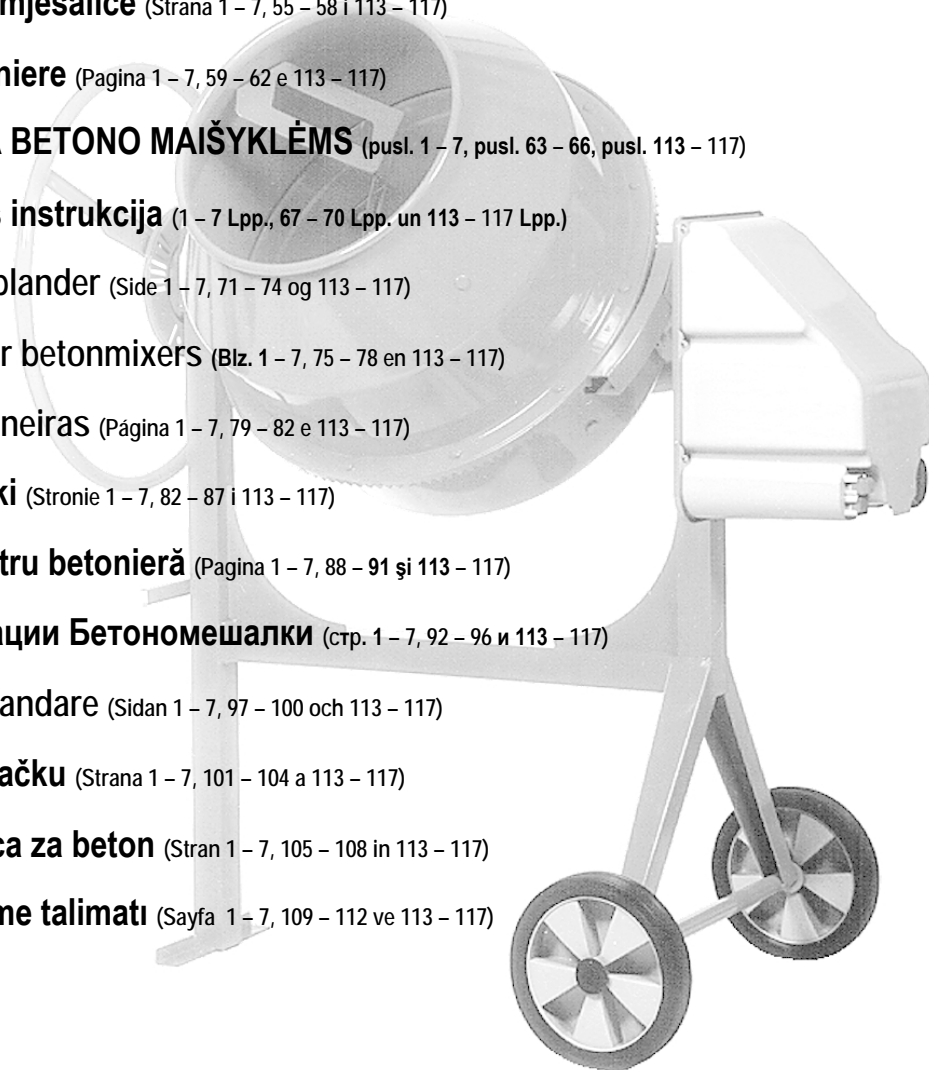 mješalice (Strana 1 – 7, 55 – 58 i 113 – 117)
niere (Pagina 1 – 7, 59 – 62 e 113 – 117)
A BETONO MAIŠYKLĖMS (pusl. 1 – 7, pusl. 63 – 66, pusl. 113 – 117)
s instrukcija (1 – 7 Lpp., 67 – 70 Lpp. un 113 – 117 Lpp.)
blander (Side 1 – 7, 71 – 74 og 113 – 117)
r betonmixers (Blz. 1 – 7, 75 – 78 en 113 – 117)
neiras (Página 1 – 7, 79 – 82 e 113 – 117)
ki (Stronie 1 – 7, 82 – 87 i 113 – 117)
tru betonieră (Pagina 1 – 7, 88 – 91 şi 113 – 117)
ации Бетономешалки (стр. 1 – 7, 92 – 96 и 113 – 117)
andare (Sidan 1 – 7, 97 – 100 och 113 – 117)
ačku (Strana 1 – 7, 101 – 104 a 113 – 117)
ca za beton (Stran 1 – 7, 105 – 108 in 113 – 117)
me talimatı (Sayfa 1 – 7, 109 – 112 ve 113 – 117)